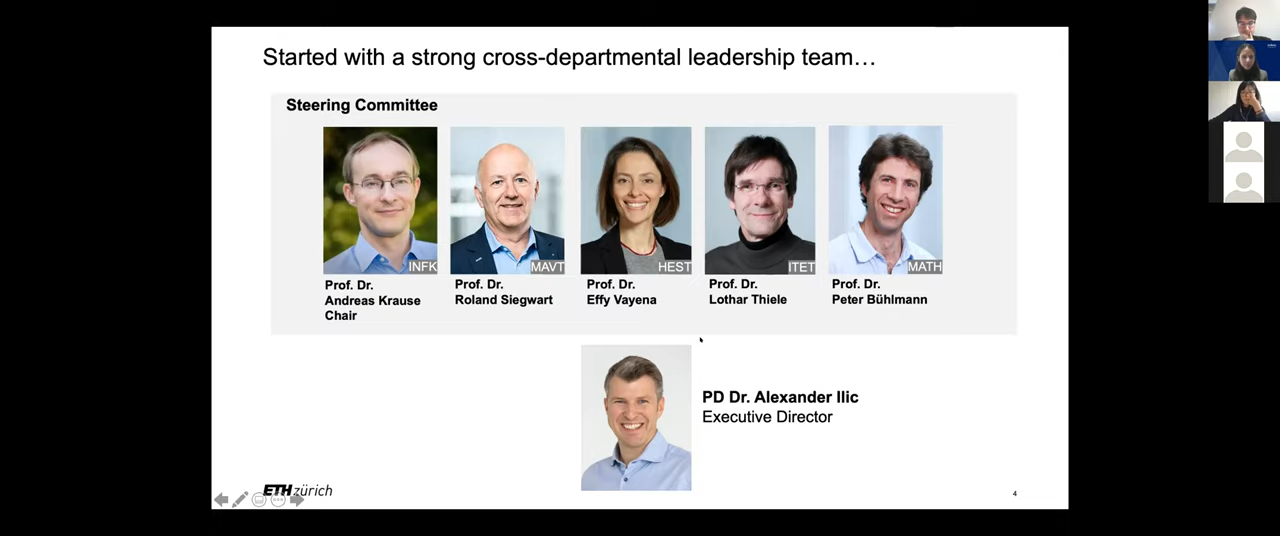 Started with a strong cross-departmental leadership team…
Steering Committee
INFK
MAVT
HEST
ITET
MATH
Prof. Dr.
Andreas Krause
Chair
Prof. Dr.
Roland Siegwart
Prof. Dr.
Effy Vayena
Prof. Dr.
Lothar Thiele
Prof. Dr.
Peter Bühlmann
PD Dr. Alexander Ilic
Executive Director
ETH zürich
4